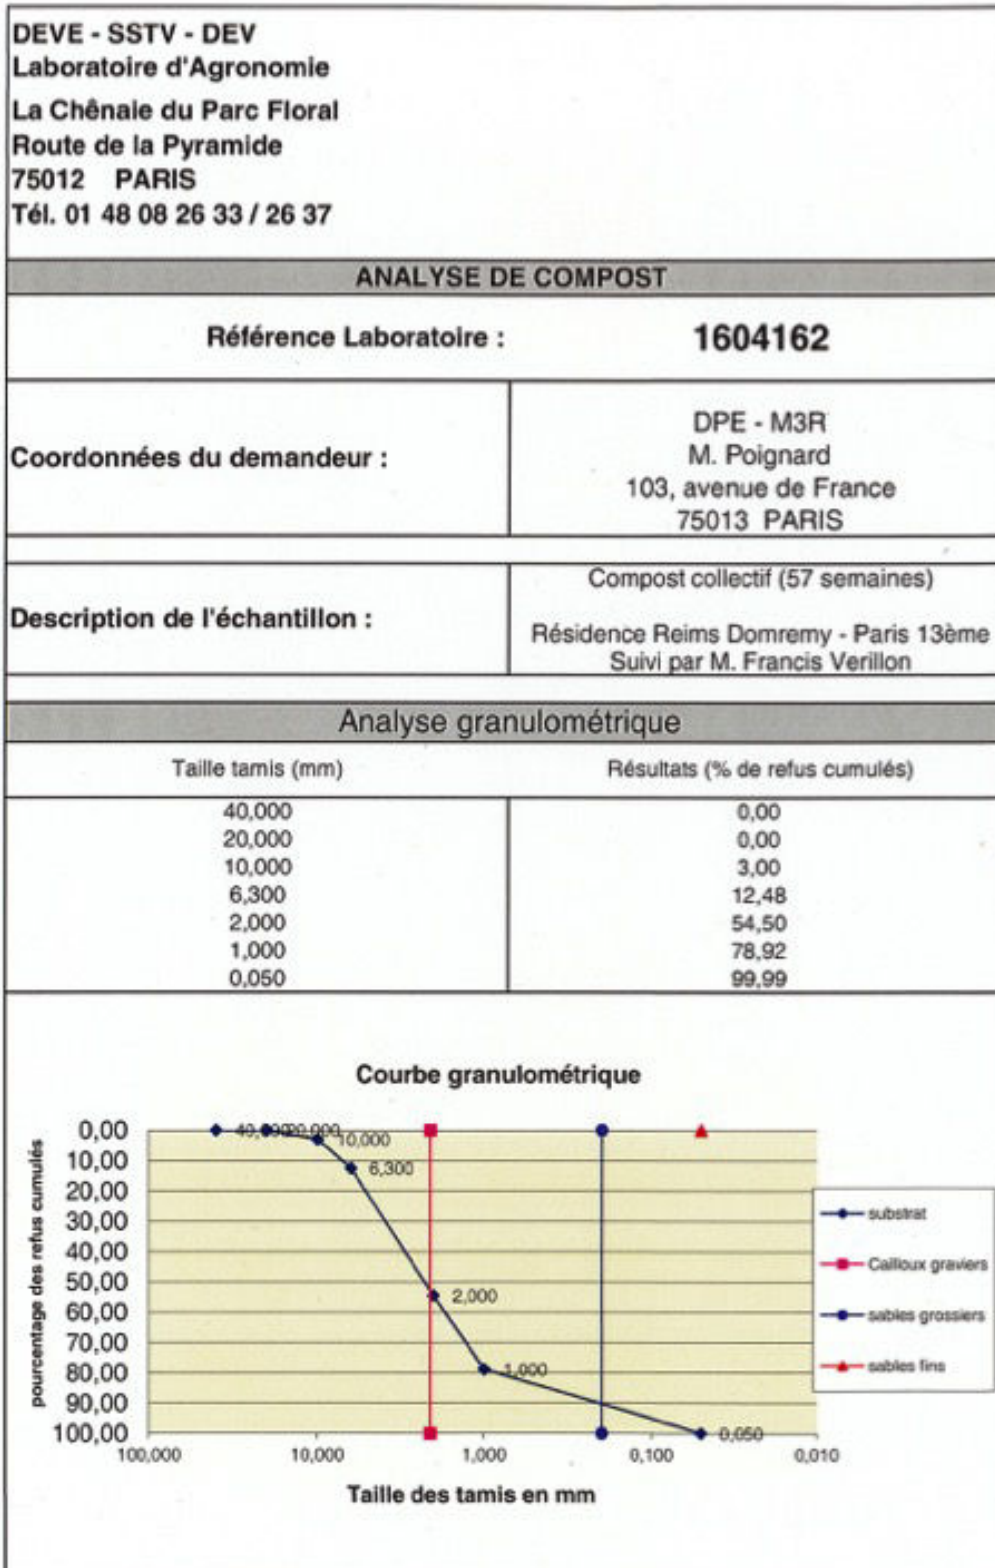 DEVE - SSTV - DEV
Laboratoire d'Agronomie
La Chênaie du Parc Floral
Route de la Pyramide
75012 PARIS
Tél. 01 48 08 26 33 / 26 37
ANALYSE DE COMPOST
Référence Laboratoire : 1604162
Coordonnées du demandeur :
DPE - M3R
M. Poignard
103, avenue de France
75013 PARIS
Description de l'échantillon :
Compost collectif (57 semaines)
Résidence Reims Domremy - Paris 13ème
Suivi par M. Francis Verillon
Analyse granulométrique
Taille tamis (mm) Résultats (% de refus cumulés)
40,000 0,00
20,000 0,00
10,000 3,00
6,300 12,48
2,000 54,50
1,000 78,92
0,050 99,99
Courbe granulométrique
pourcentage des refus cumulés
0,00
10,00
20,00
30,00
40,00
50,00
60,00
70,00
80,00
90,00
100,00
40,000
20,000
10,000
6,300
2,000
1,000
0,050
substrat
Cailloux graviers
sables grossiers
sables fins
100,000 10,000 1,000 0,100 0,010
Taille des tamis en mm